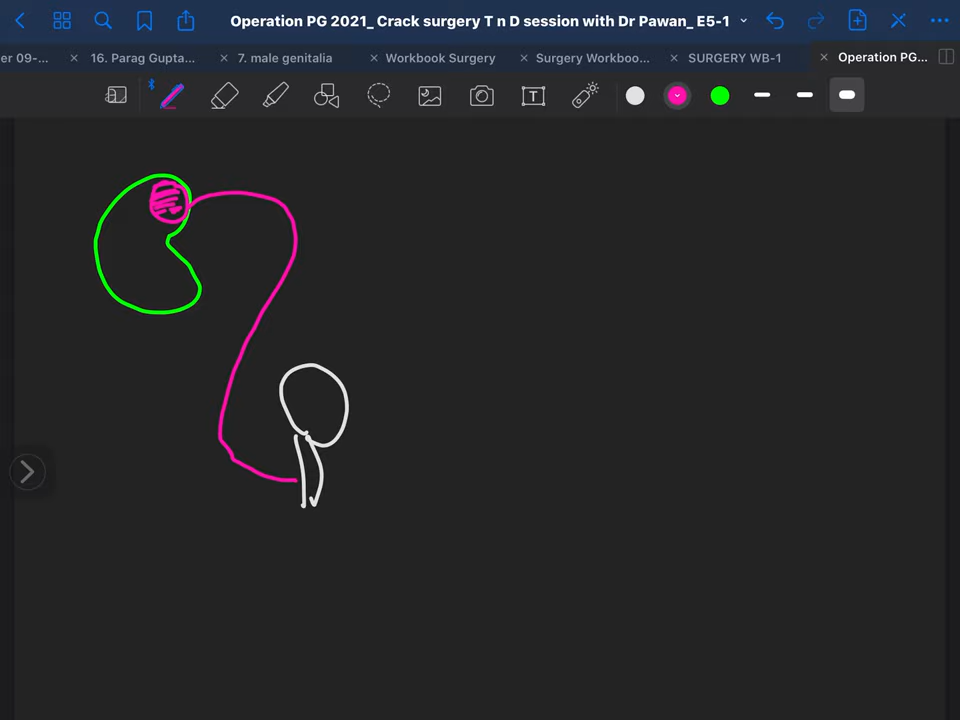 Operation PG 2021_ Crack surgery T n D session with Dr Pawan_ E5-1
er 09-... 16. Parag Gupta... 7. male genitalia Workbook Surgery Surgery Workboo... SURGERY WB-1 Operation PG...
T